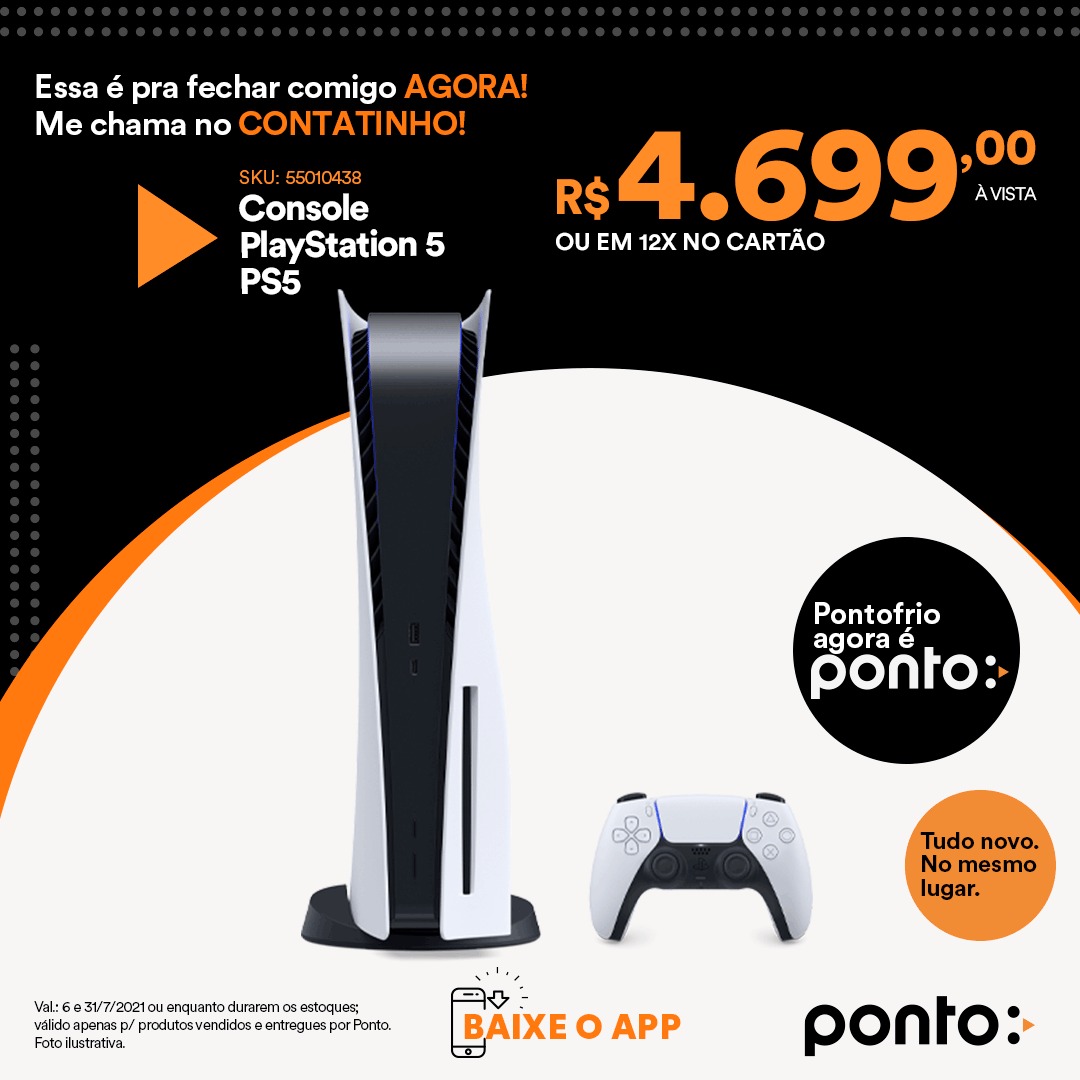 Essa é pra fechar comigo AGORA!
Me chama no CONTATINHO!
SKU: 55010438
Console
PlayStation 5
PS5
R$ 4.699,00
À VISTA
OU EM 12X NO CARTÃO
Pontofrio
agora é
ponto:
Tudo novo.
No mesmo
lugar.
Val.: 6 e 31/7/2021 ou enquanto durarem os estoques;
válido apenas p/ produtos vendidos e entregues por Ponto.
Foto ilustrativa.
BAIXE O APP
ponto: